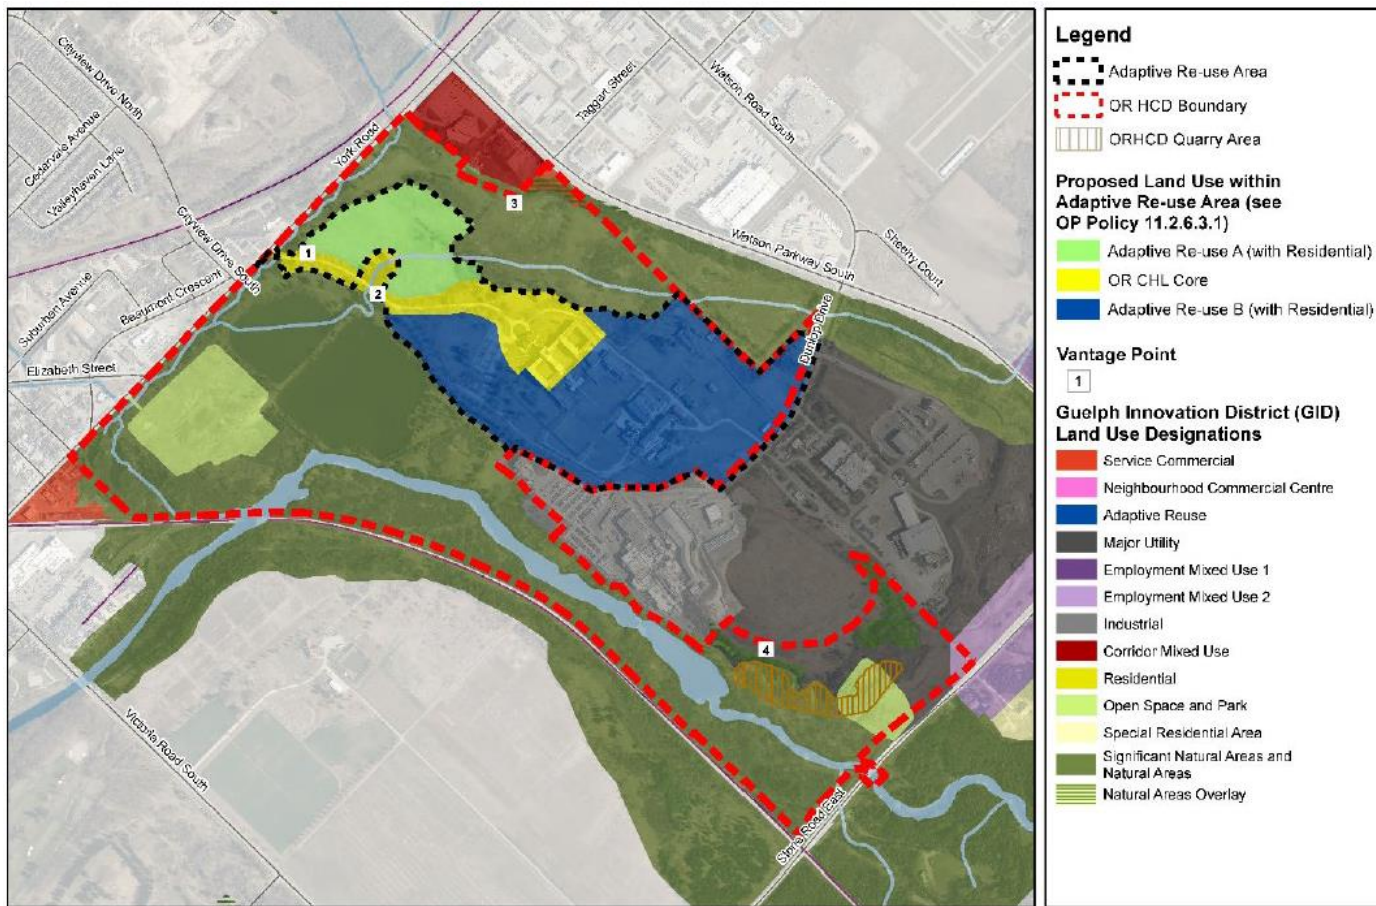 Cityview Drive North
Cedarvale Avenue
Valleyhaven Lane
York Road
Taggart Street
Watson Road South
Cityview Drive South
Suburban Avenue
Beaumont Crescent
Elizabeth Street
Watson Parkway South
Sheehy Court
Dunlop Drive
Victoria Road South
Stone Road East
1
2
3
4
Legend
Adaptive Re-use Area
OR HCD Boundary
ORHCD Quarry Area
Proposed Land Use within
Adaptive Re-use Area (see
OP Policy 11.2.6.3.1)
Adaptive Re-use A (with Residential)
OR CHL Core
Adaptive Re-use B (with Residential)
Vantage Point
1
Guelph Innovation District (GID)
Land Use Designations
Service Commercial
Neighbourhood Commercial Centre
Adaptive Reuse
Major Utility
Employment Mixed Use 1
Employment Mixed Use 2
Industrial
Corridor Mixed Use
Residential
Open Space and Park
Special Residential Area
Significant Natural Areas and
Natural Areas
Natural Areas Overlay